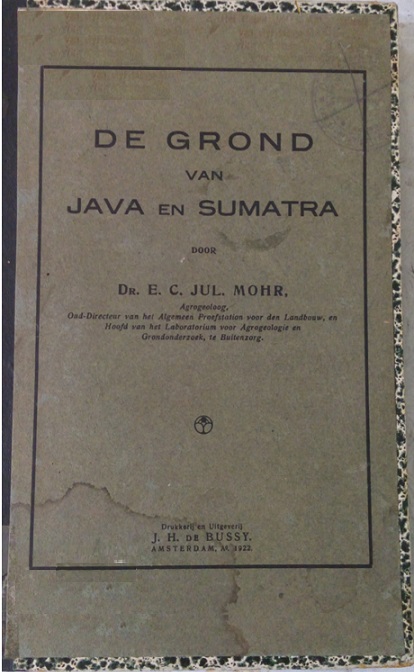 DE GROND
VAN
JAVA EN SUMATRA
DOOR
DR. E. C. JUL. MOHR,
Agrogeoloog,
Oud-Directeur van het Algemeen Proefstation voor den Landbouw, en
Hoofd van het Laboratorium voor Agrogeologie en
Grondonderzoek, te Buitenzorg.
Drukkerij en Uitgeverij
J. H. DE BUSSY.
AMSTERDAM, 1922.